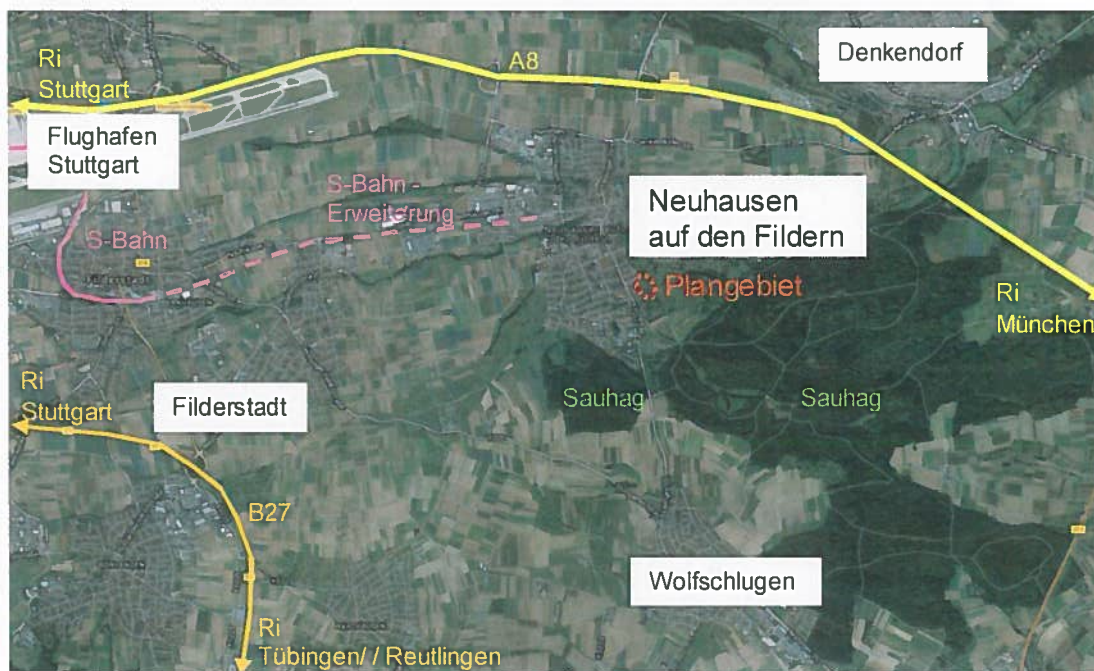 Ri
Stuttgart
A8
Denkendorf
Flughafen
Stuttgart
S-Bahn -
Erweiterung
S-Bahn
Neuhausen
auf den Fildern
Plangebiet
Ri
München
Ri
Stuttgart
Filderstadt
Sauhag
Sauhag
B27
Wolfschlugen
Ri
Tübingen/ / Reutlingen